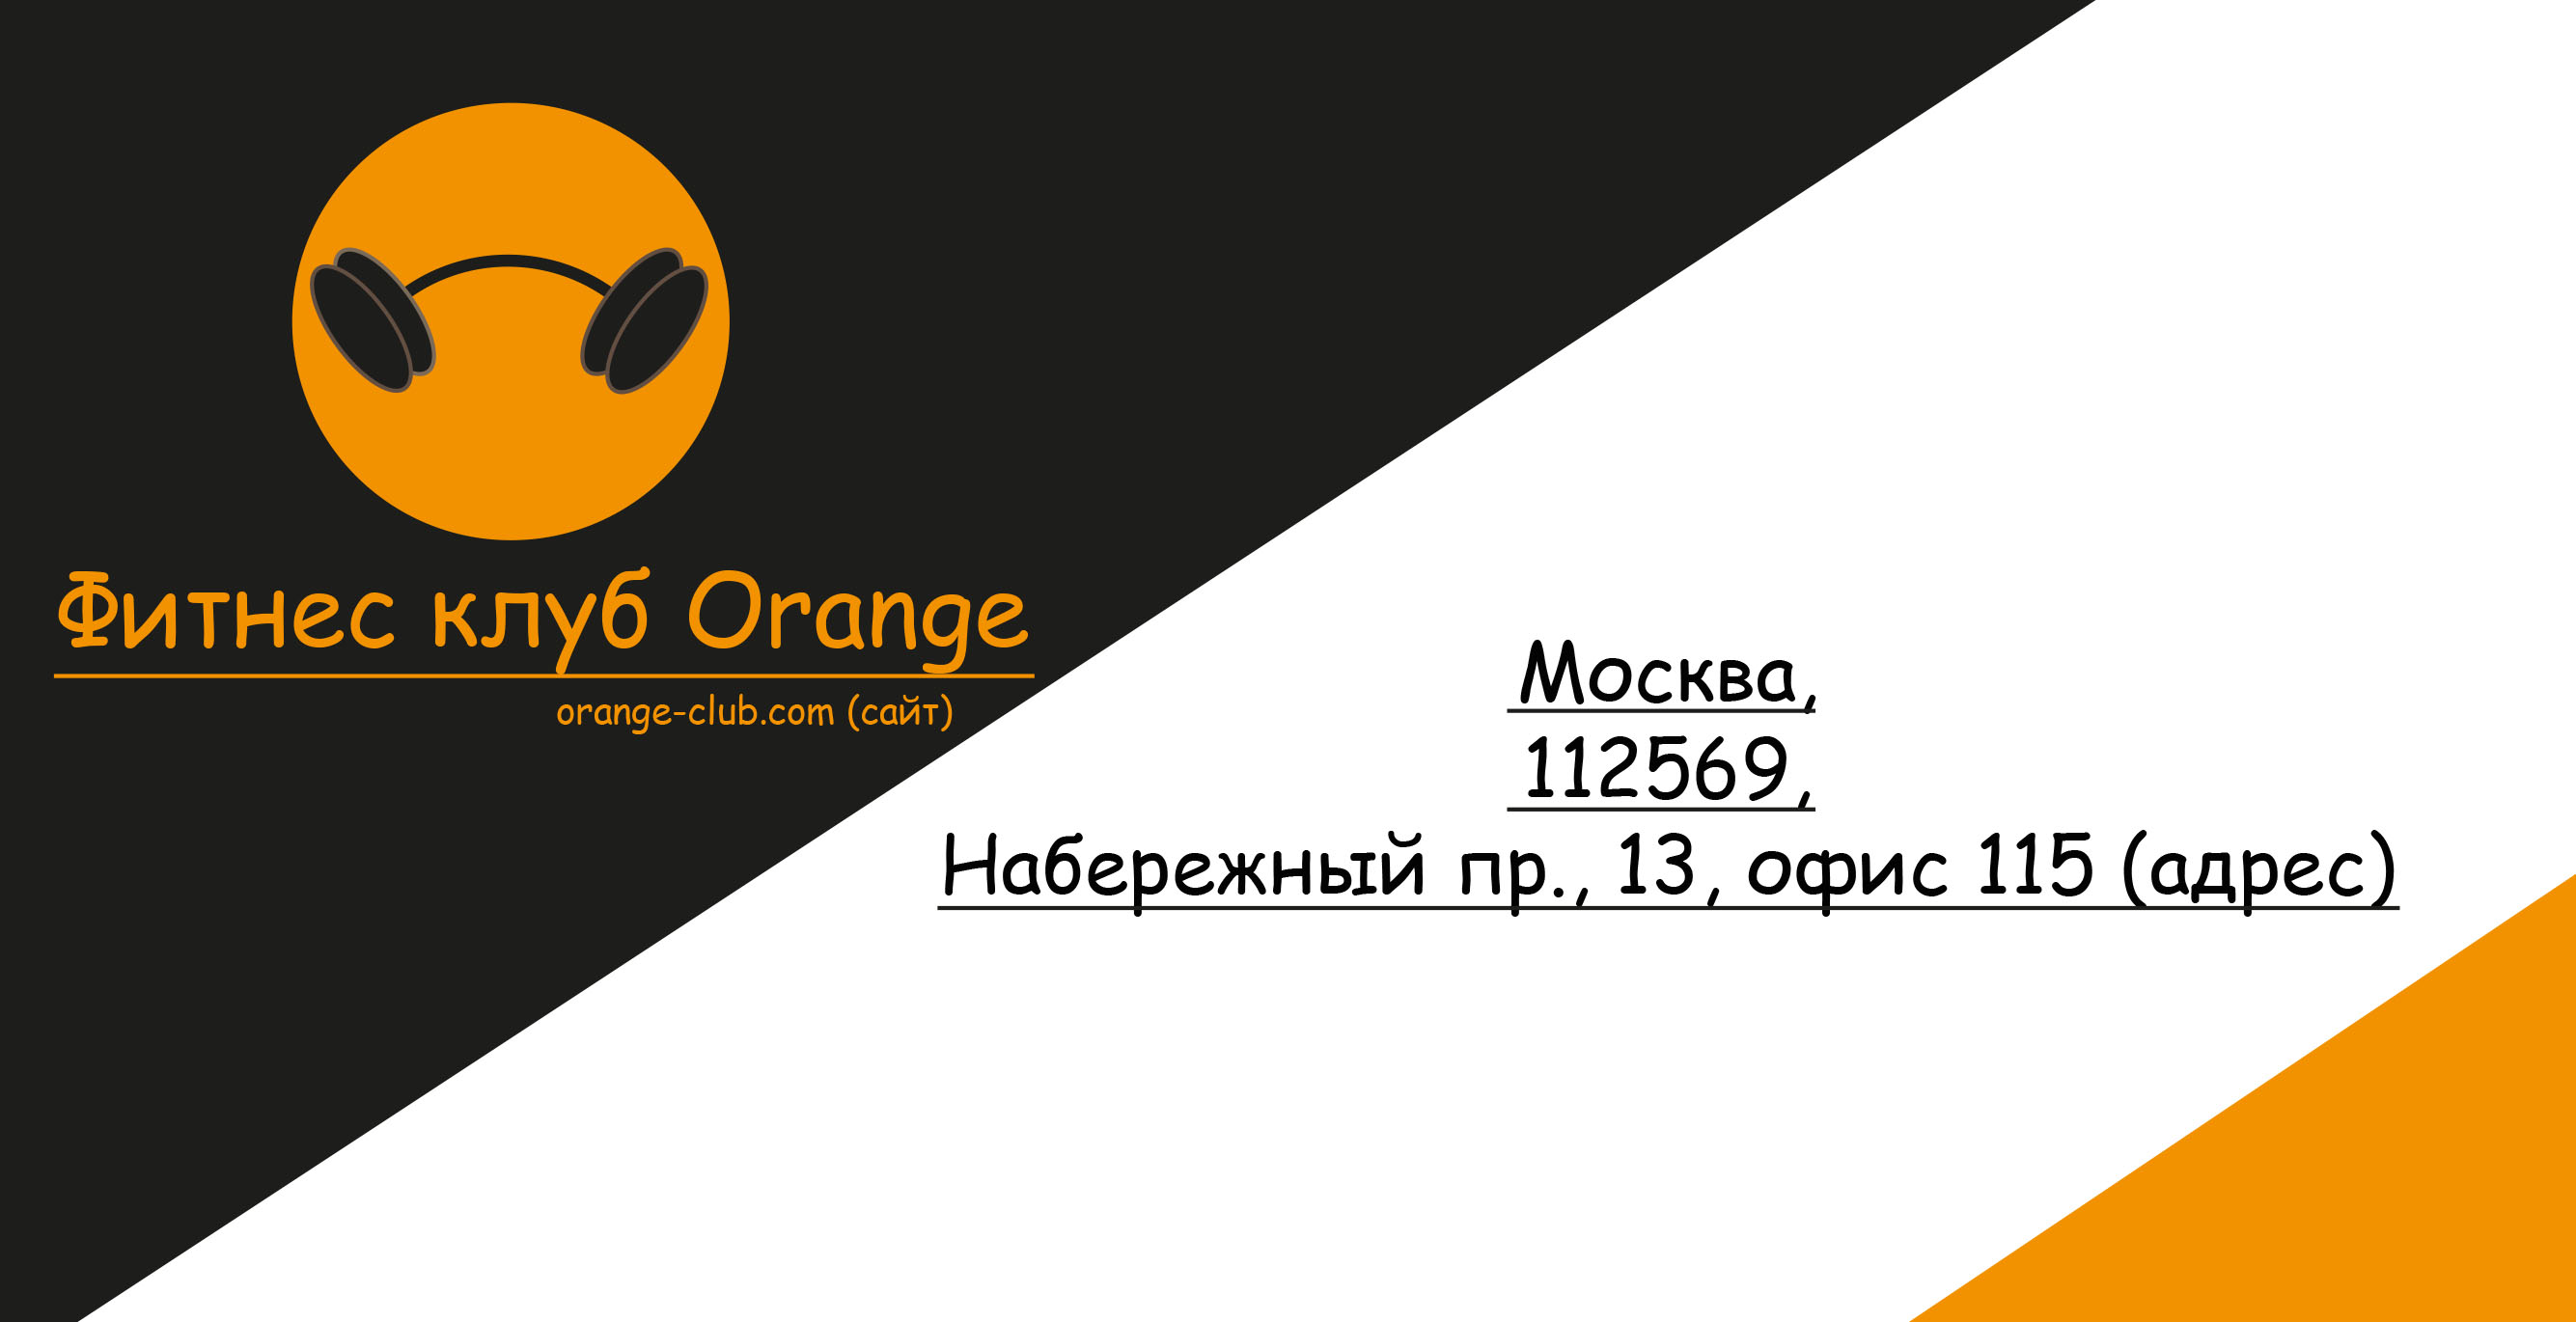 Фитнес клуб Orange
orange-club.com (сайт)
Москва,
112569,
Набережный пр., 13, офис 115 (адрес)